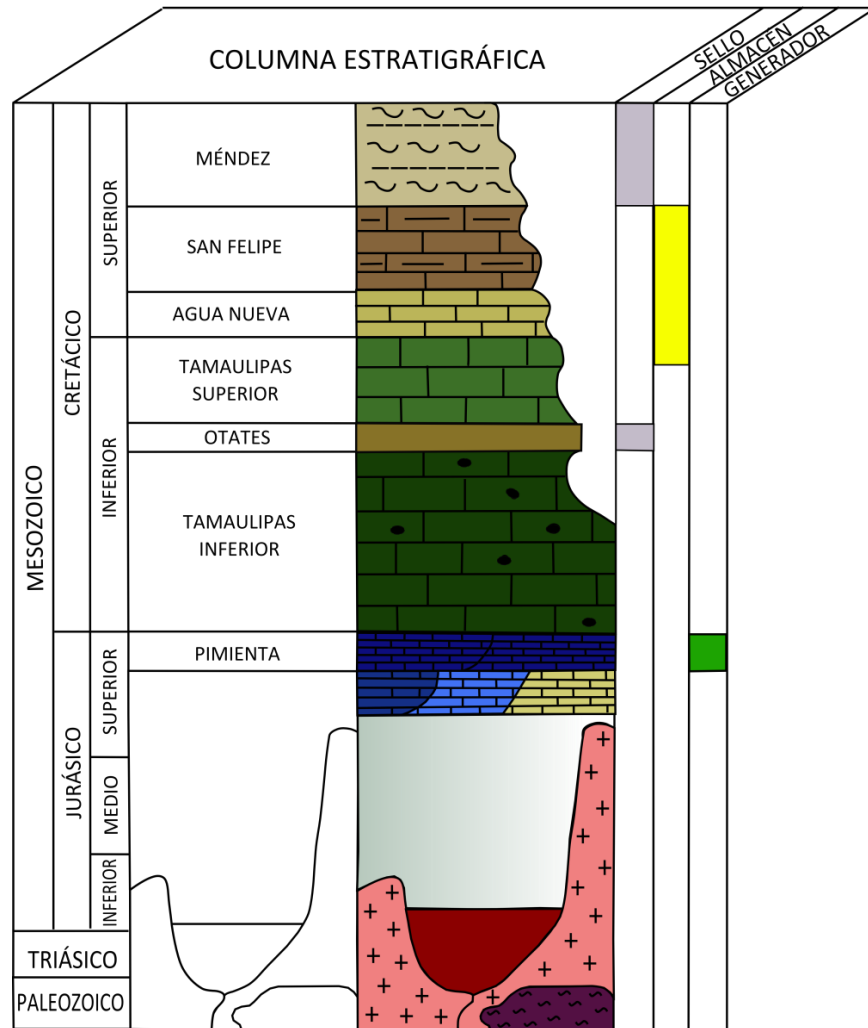 COLUMNA ESTRATIGRÁFICA
SELLO
ALMACÉN
GENERADOR
MESOZOICO
CRETÁCICO
SUPERIOR
MÉNDEZ
SAN FELIPE
AGUA NUEVA
INFERIOR
TAMAULIPAS
SUPERIOR
OTATES
TAMAULIPAS
INFERIOR
JURÁSICO
SUPERIOR
PIMIENTA
MEDIO
INFERIOR
TRIÁSICO
PALEOZOICO